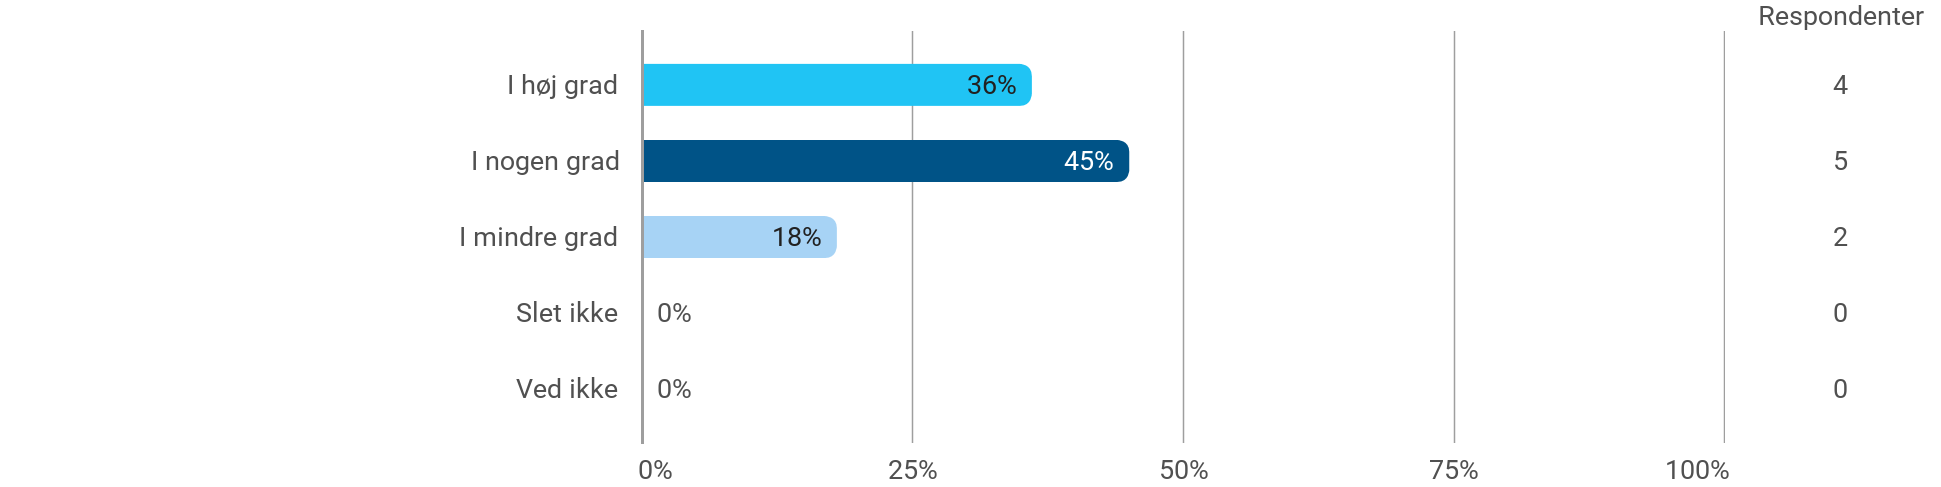 Respondenter
I høj grad 36% 4
I nogen grad 45% 5
I mindre grad 18% 2
Slet ikke 0% 0
Ved ikke 0% 0
0% 25% 50% 75% 100%